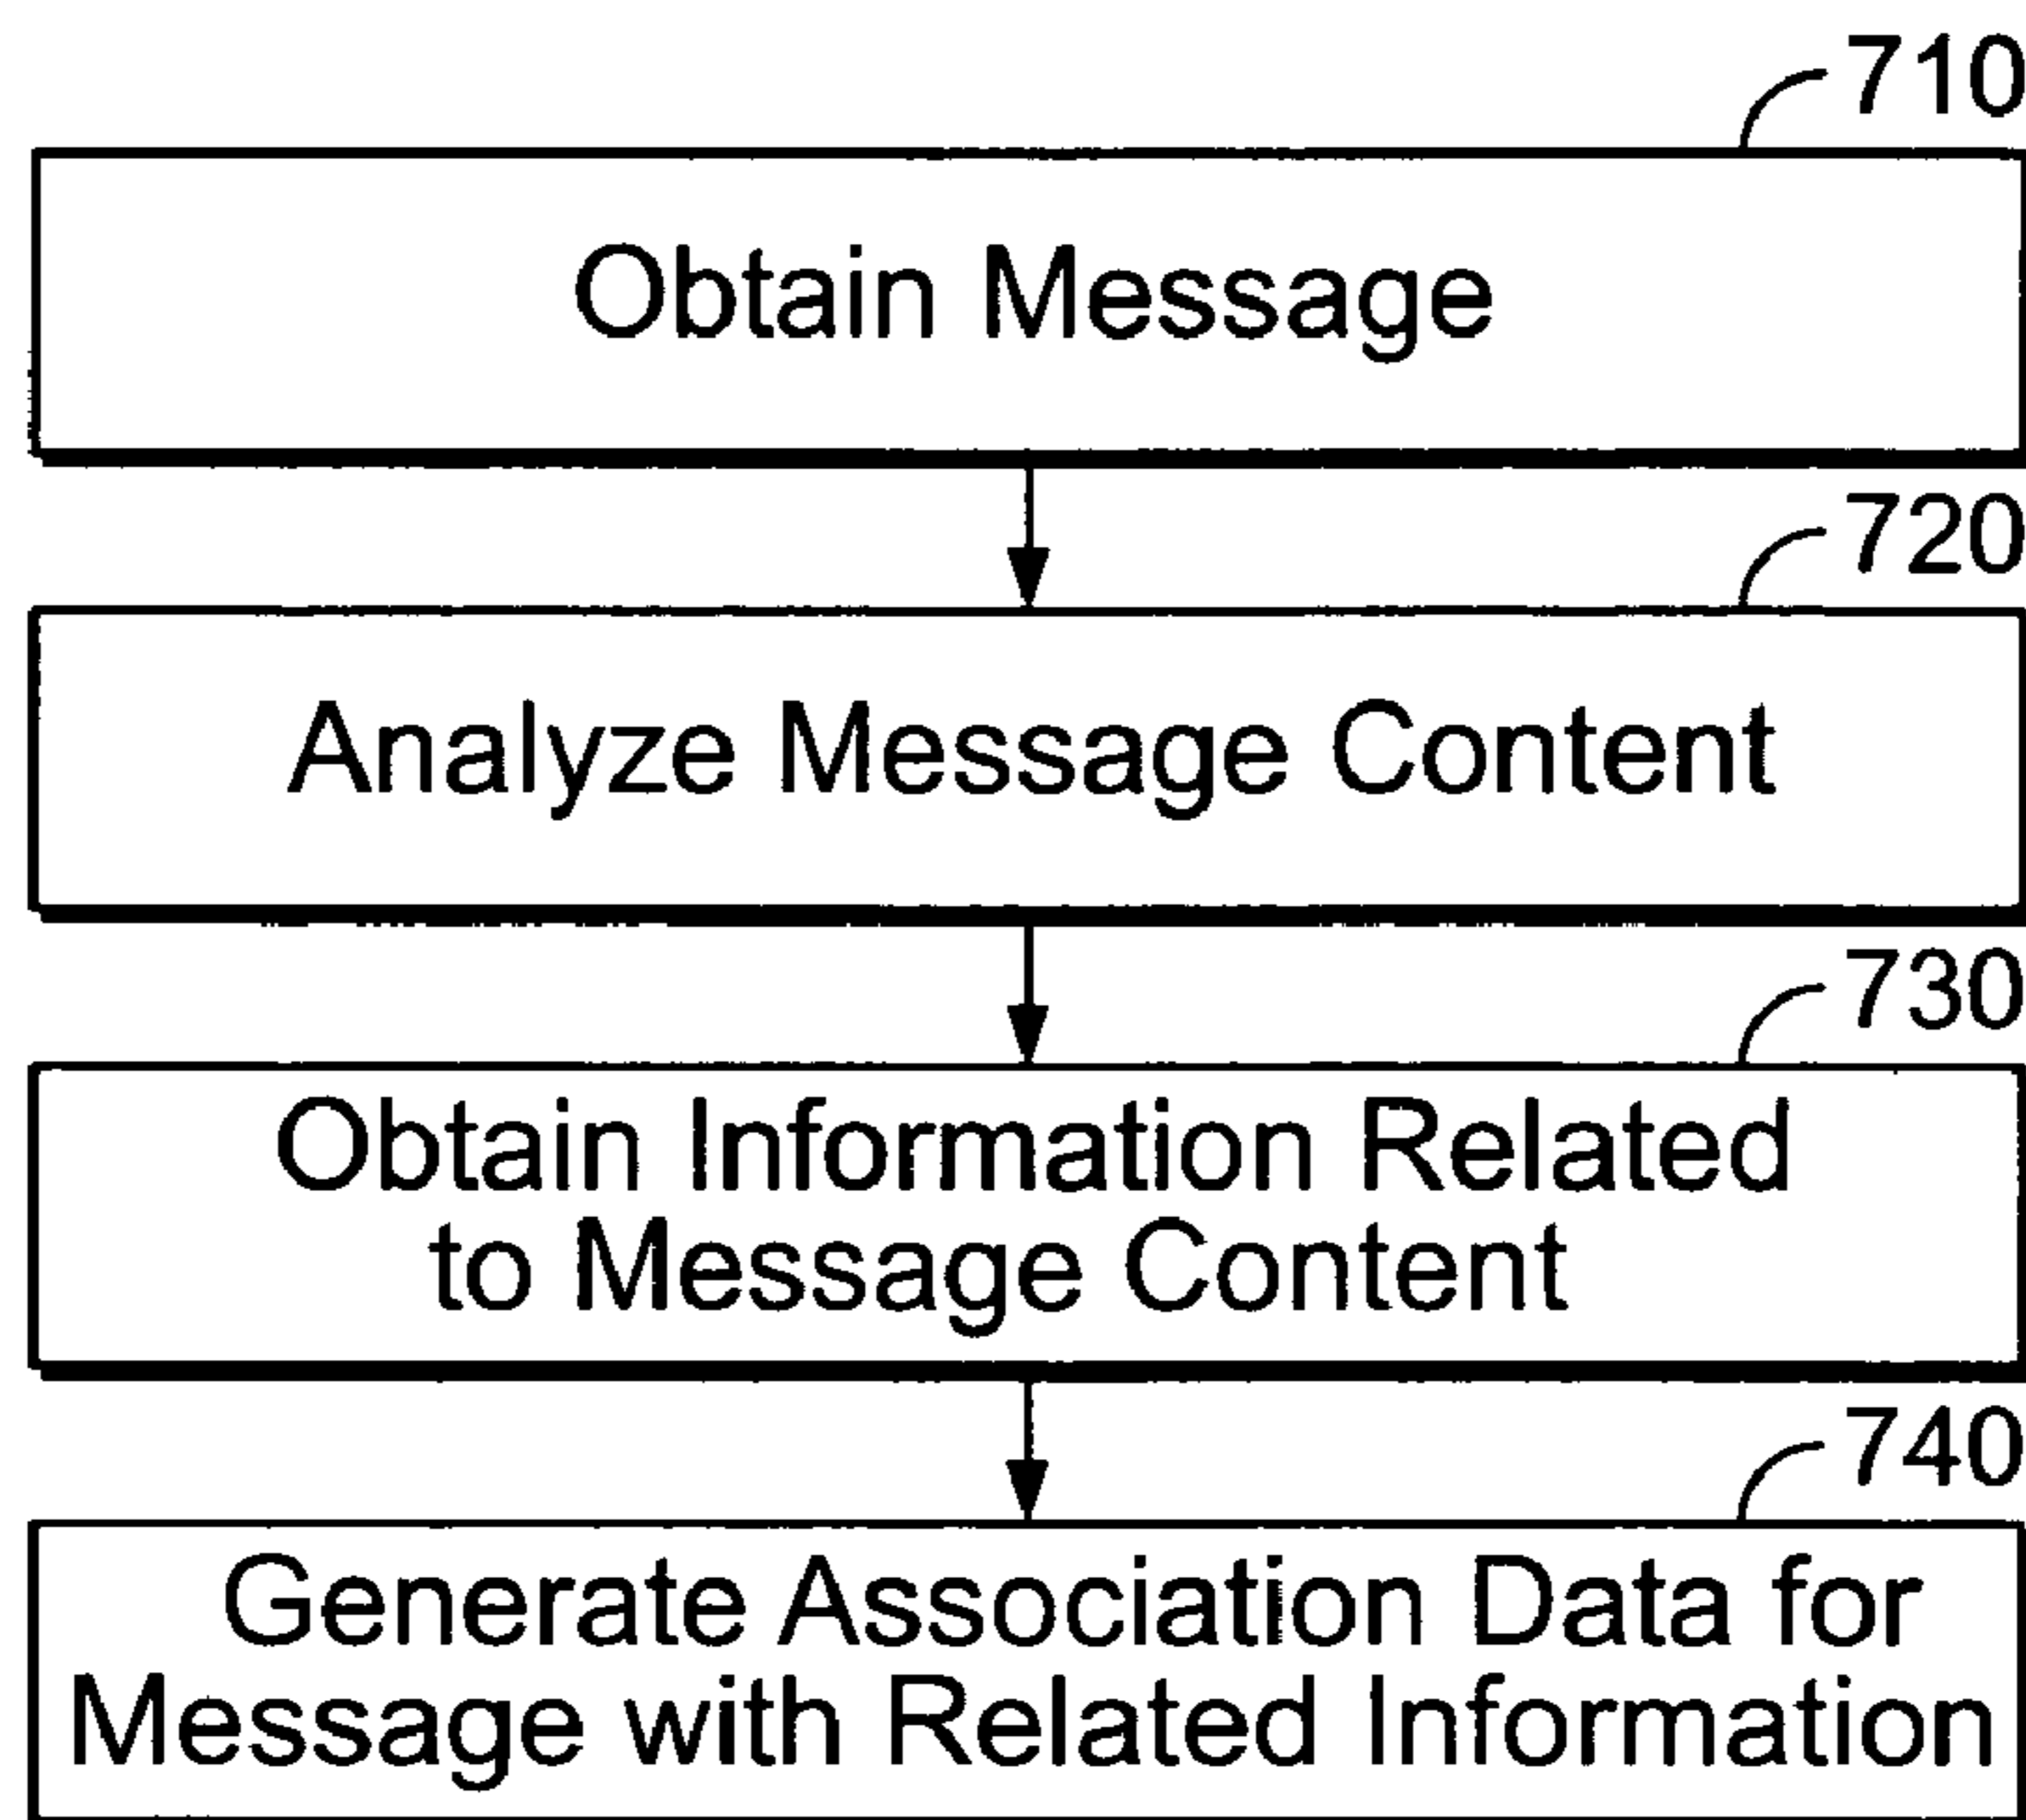 710
Obtain Message
720
Analyze Message Content
730
Obtain Information Related
to Message Content
740
Generate Association Data for
Message with Related Information